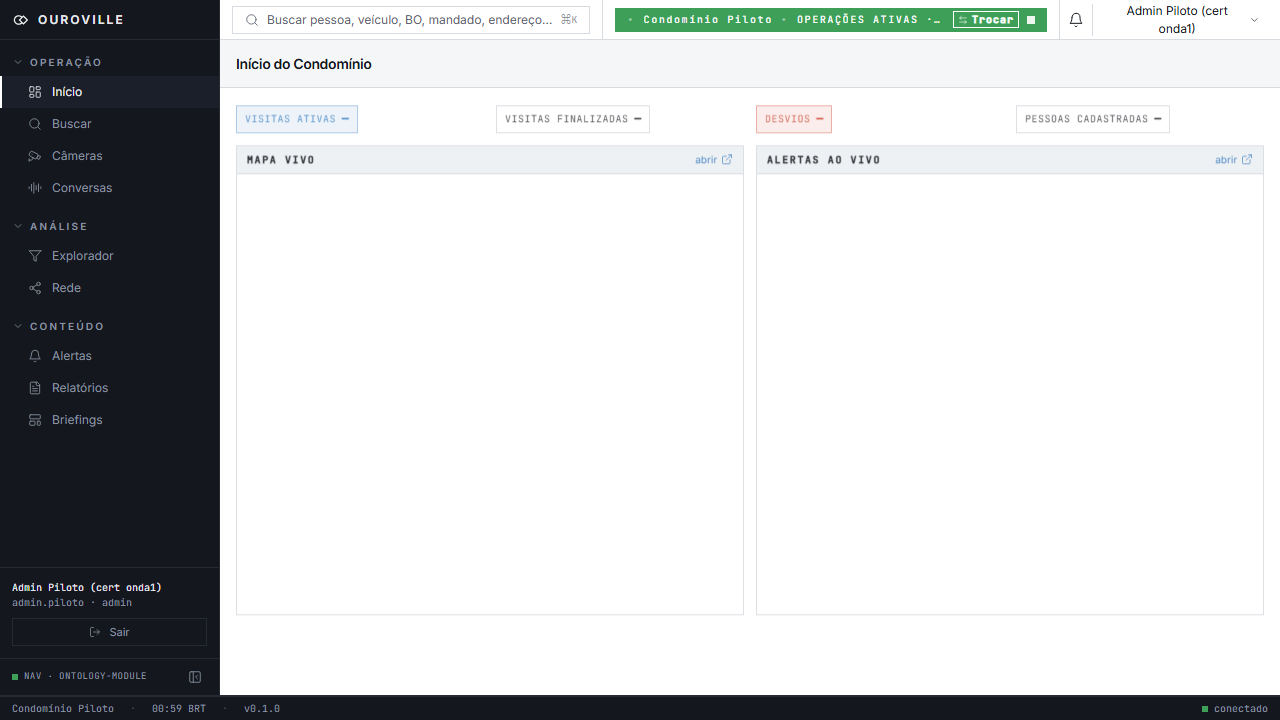 OUROVILLE
Buscar pessoa, veículo, BO, mandado, endereço... ⌘K
Condomínio Piloto • OPERAÇÕES ATIVAS ·…
Trocar
Admin Piloto (cert
onda1)
OPERAÇÃO
Início
Buscar
Câmeras
Conversas
ANÁLISE
Explorador
Rede
CONTEÚDO
Alertas
Relatórios
Briefings
Admin Piloto (cert onda1)
admin.piloto · admin
Sair
NAV · ONTOLOGY-MODULE
Início do Condomínio
VISITAS ATIVAS —
VISITAS FINALIZADAS —
DESVIOS —
PESSOAS CADASTRADAS —
MAPA VIVO
abrir
ALERTAS AO VIVO
abrir
Condomínio Piloto · 00:59 BRT · v0.1.0
conectado